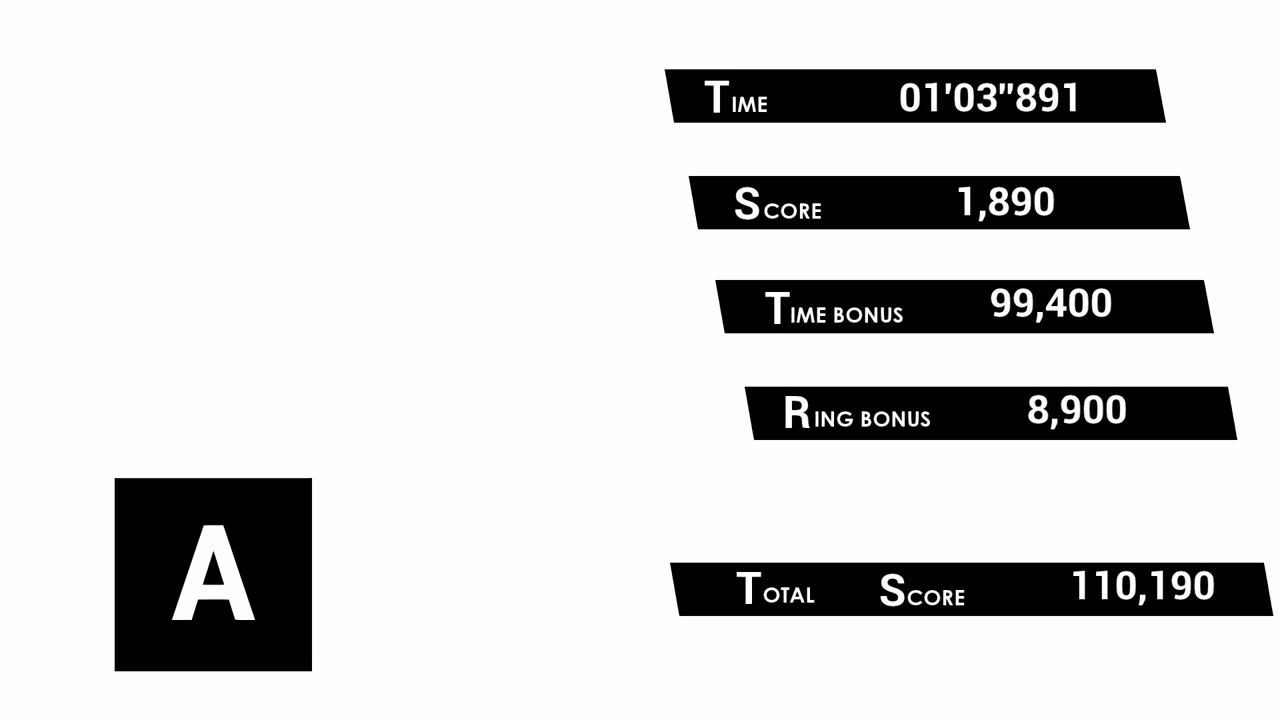 TIME 01'03"891
SCORE 1,890
TIME BONUS 99,400
RING BONUS 8,900
A
TOTAL SCORE 110,190